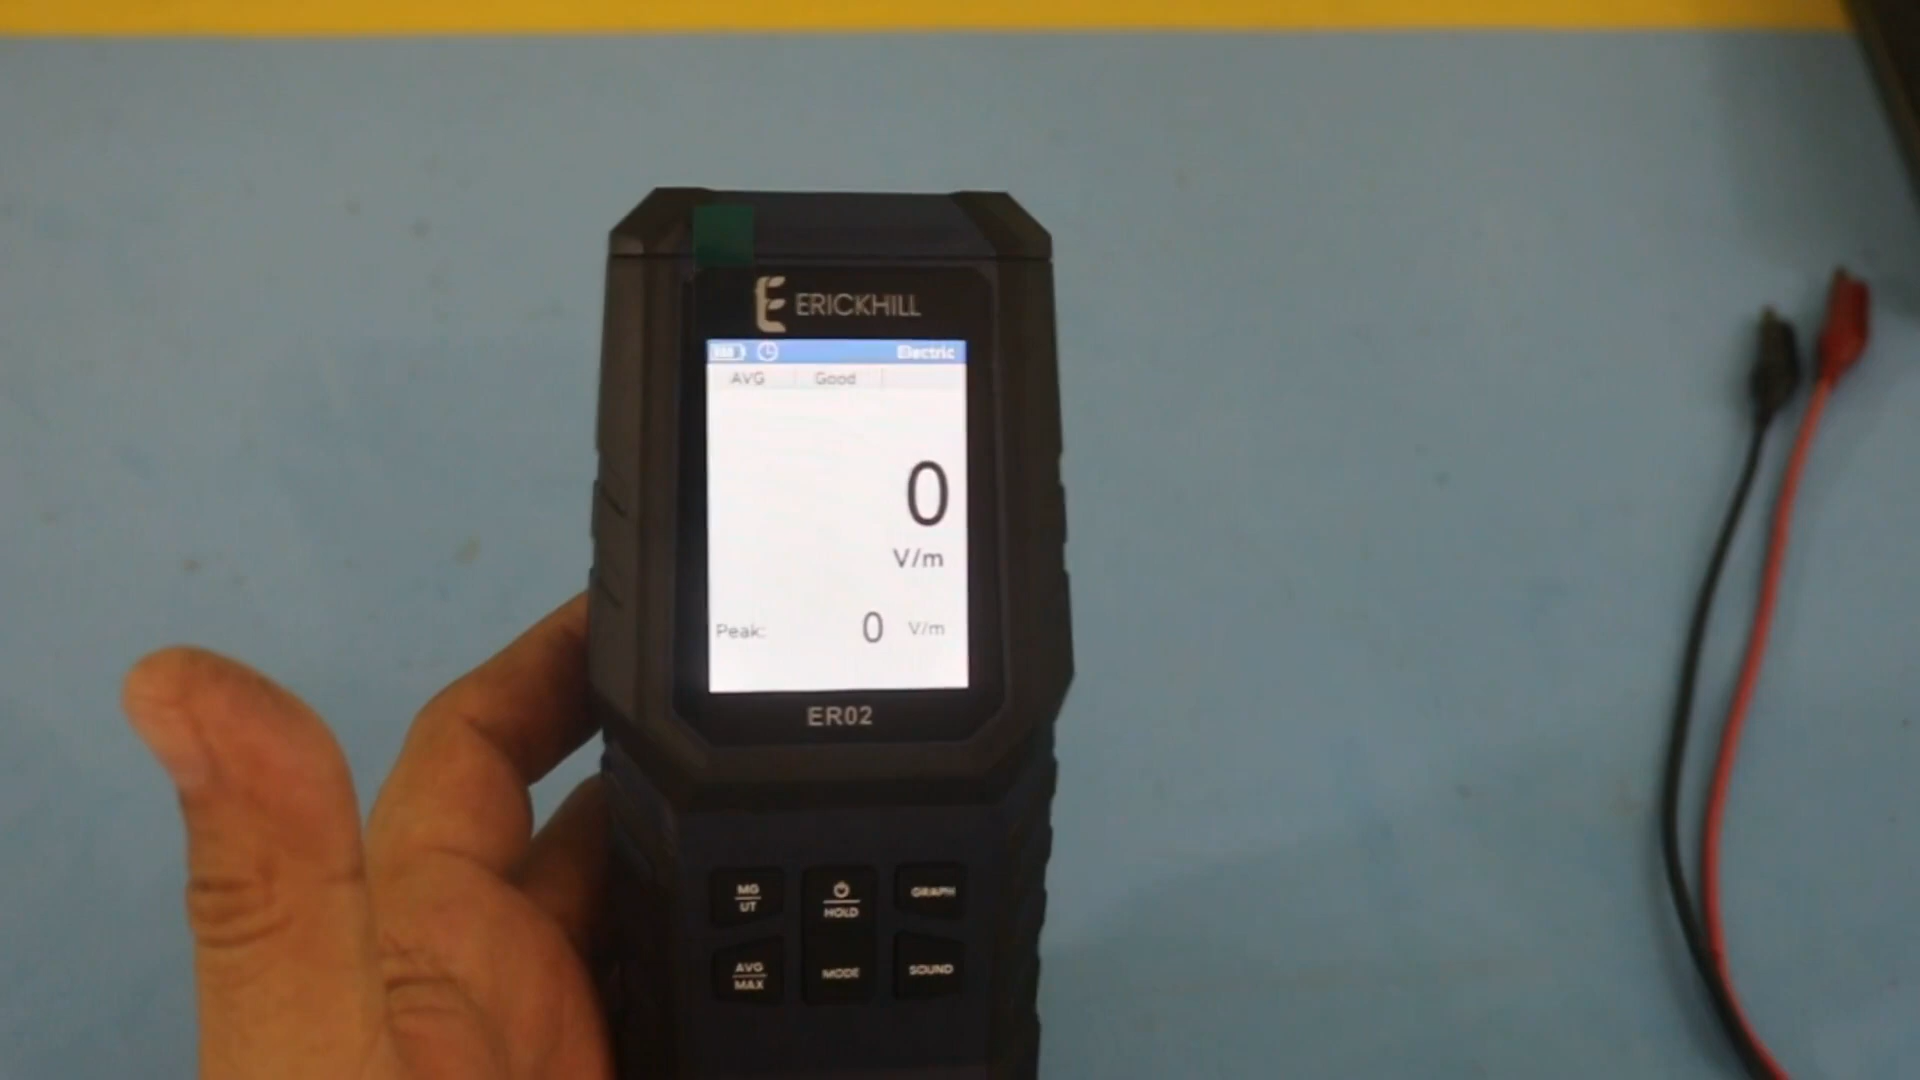 ERICKHILL
Electric
AVG Good
0
V/m
Peak: 0 V/m
ER02
MG
UT
HOLD
GRAPH
AVG
MAX
MODE
SOUND